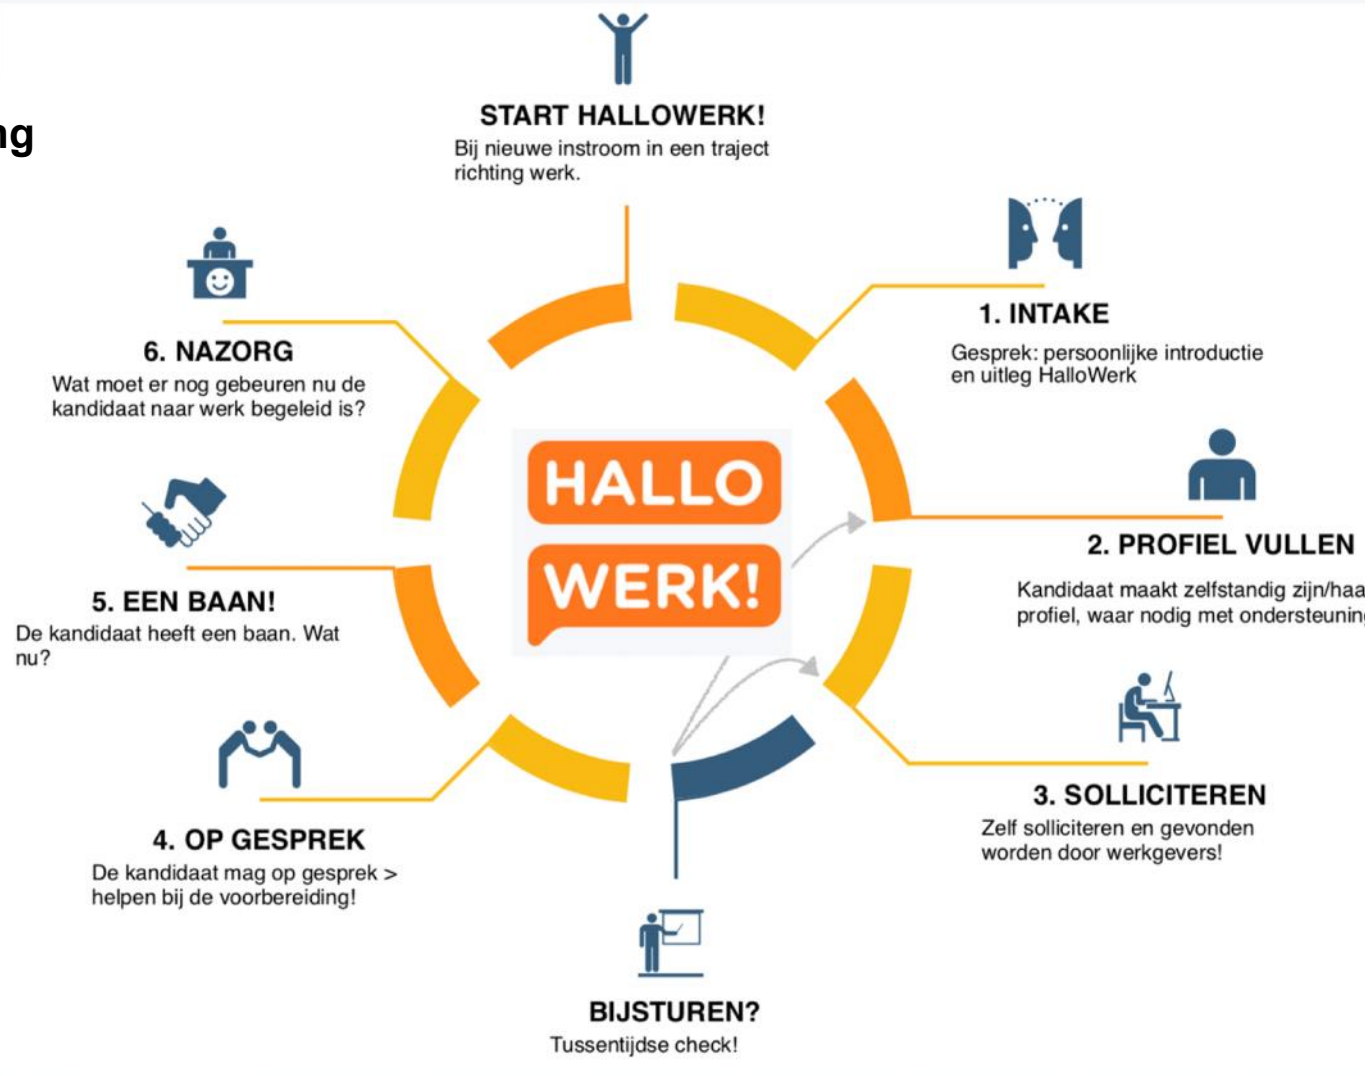 ng
START HALLOWERK!
Bij nieuwe instroom in een traject
richting werk.
1. INTAKE
Gesprek: persoonlijke introductie
en uitleg HalloWerk
2. PROFIEL VULLEN
Kandidaat maakt zelfstandig zijn/haa
profiel, waar nodig met ondersteunin
3. SOLLICITEREN
Zelf solliciteren en gevonden
worden door werkgevers!
BIJSTUREN?
Tussentijdse check!
4. OP GESPREK
De kandidaat mag op gesprek >
helpen bij de voorbereiding!
5. EEN BAAN!
De kandidaat heeft een baan. Wat
nu?
6. NAZORG
Wat moet er nog gebeuren nu de
kandidaat naar werk begeleid is?
HALLO
WERK!